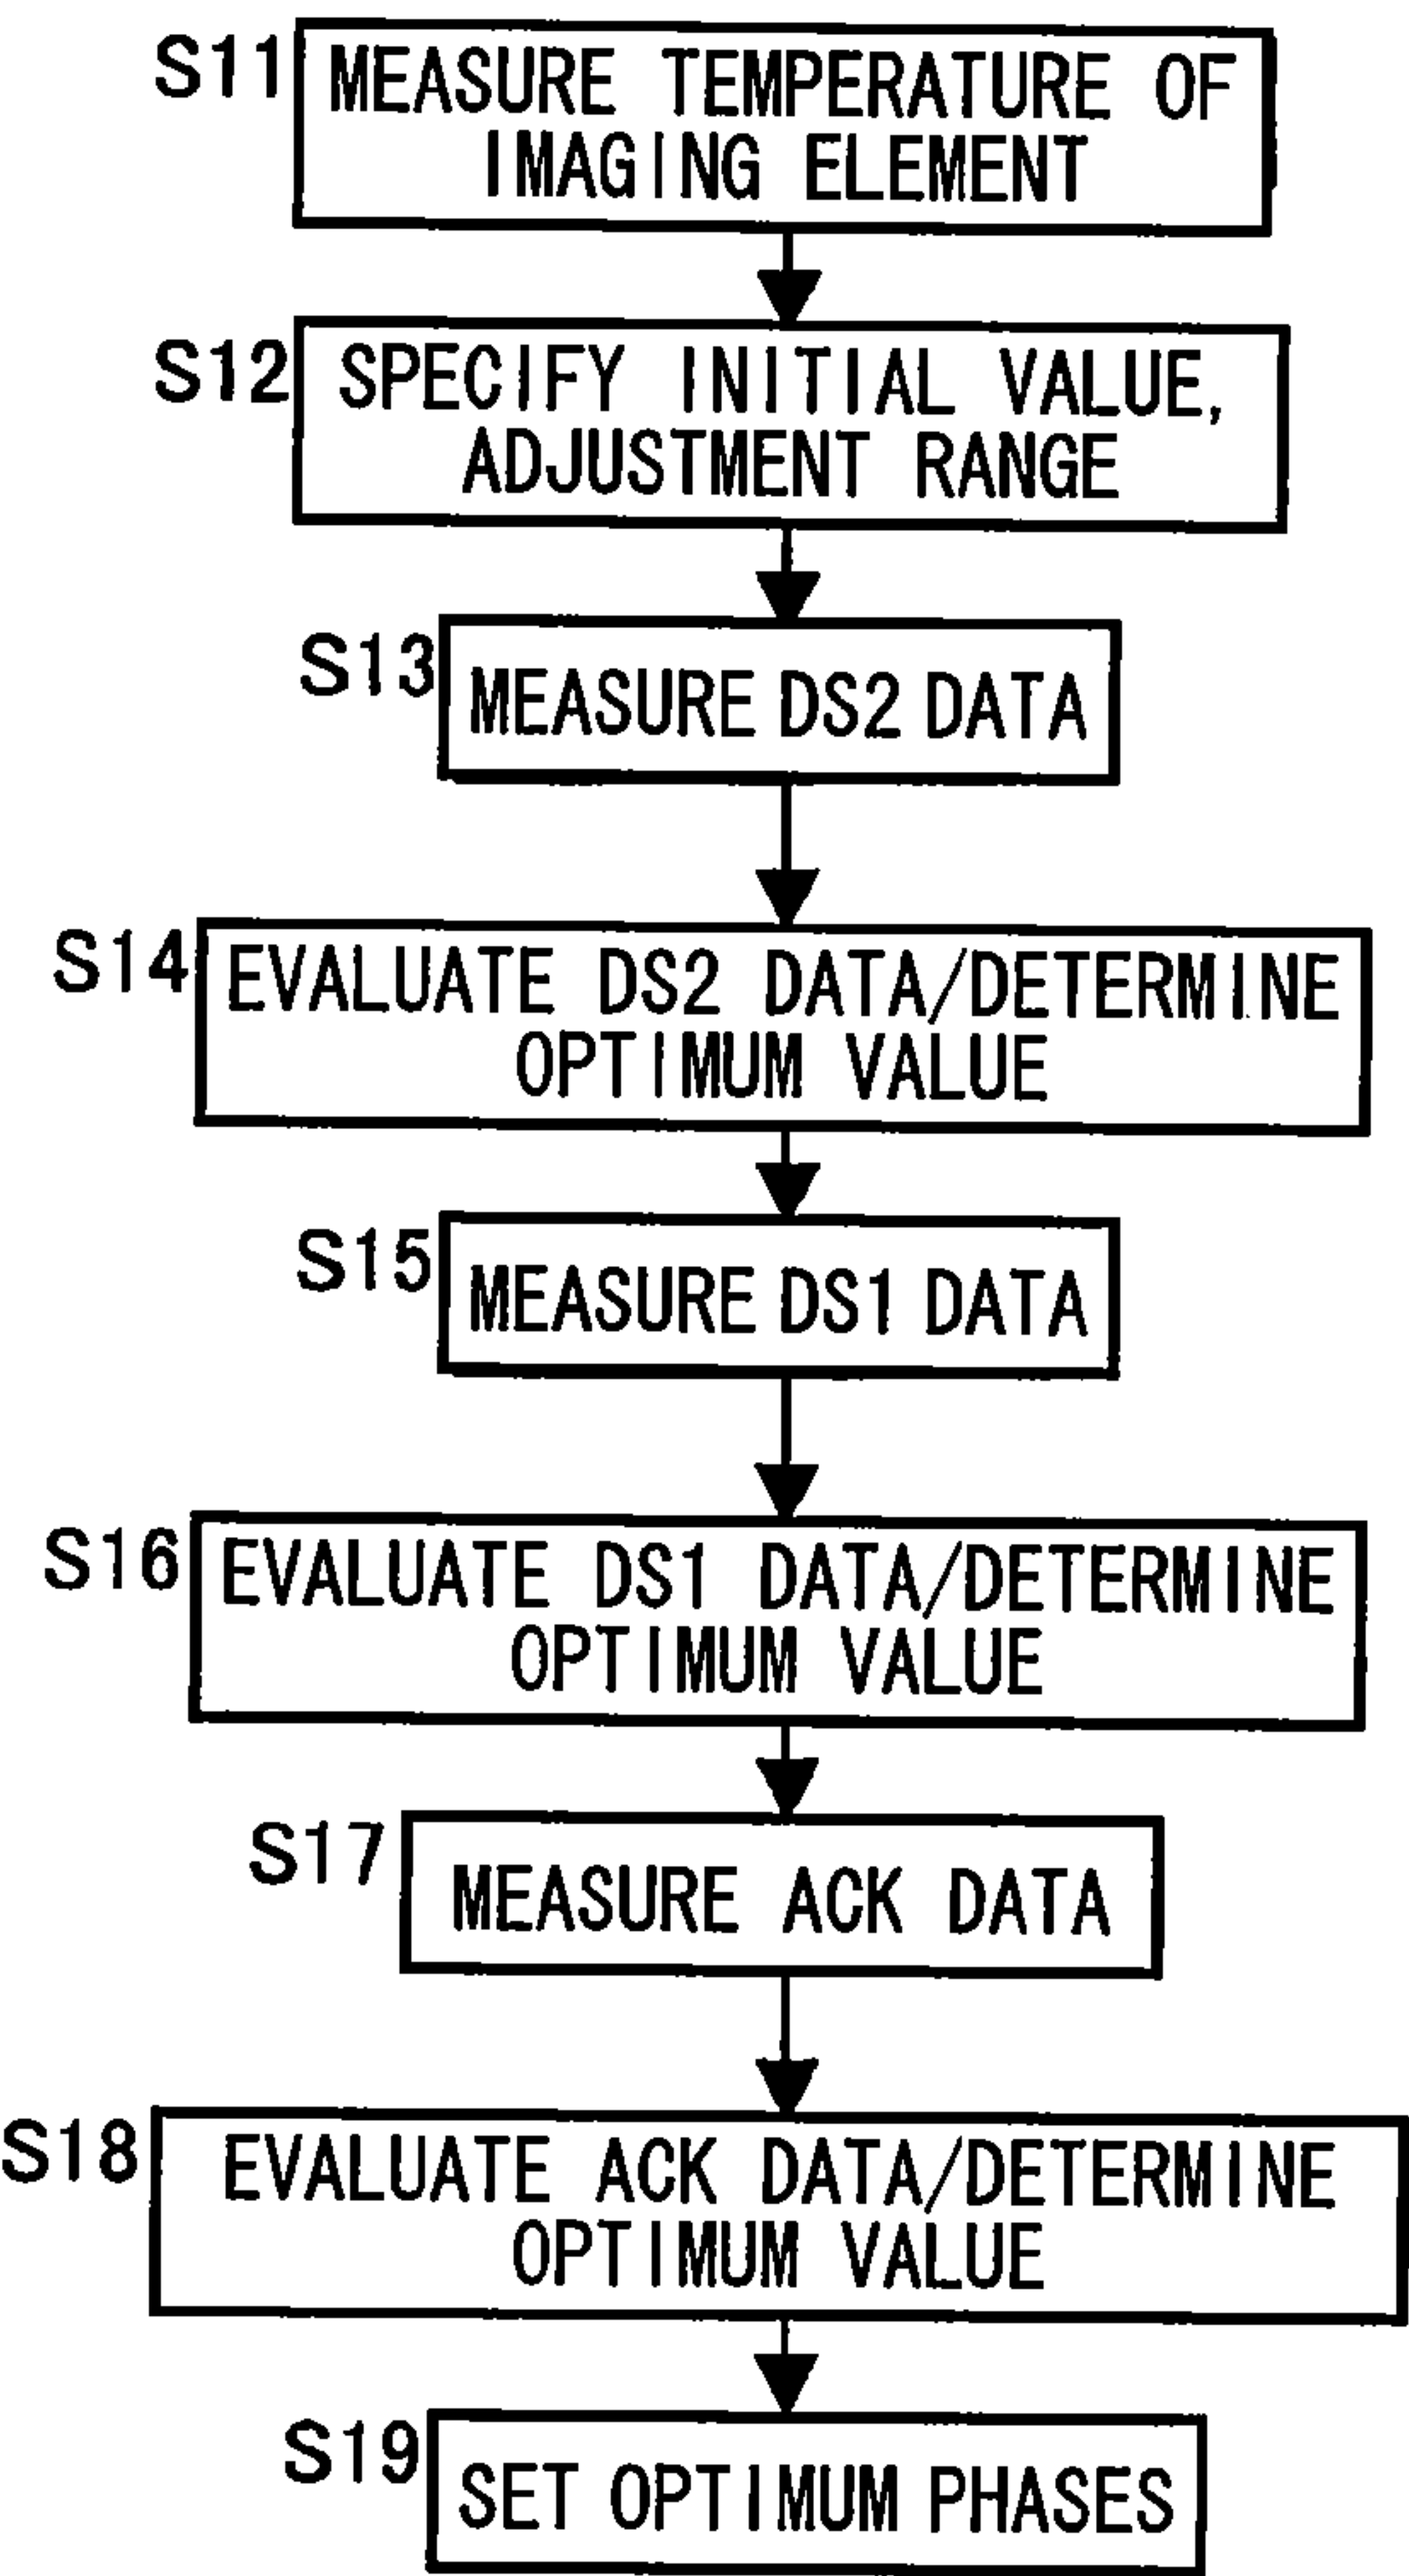 S11
MEASURE TEMPERATURE OF
IMAGING ELEMENT
S12
SPECIFY INITIAL VALUE,
ADJUSTMENT RANGE
S13
MEASURE DS2 DATA
S14
EVALUATE DS2 DATA/DETERMINE
OPTIMUM VALUE
S15
MEASURE DS1 DATA
S16
EVALUATE DS1 DATA/DETERMINE
OPTIMUM VALUE
S17
MEASURE ACK DATA
S18
EVALUATE ACK DATA/DETERMINE
OPTIMUM VALUE
S19
SET OPTIMUM PHASES